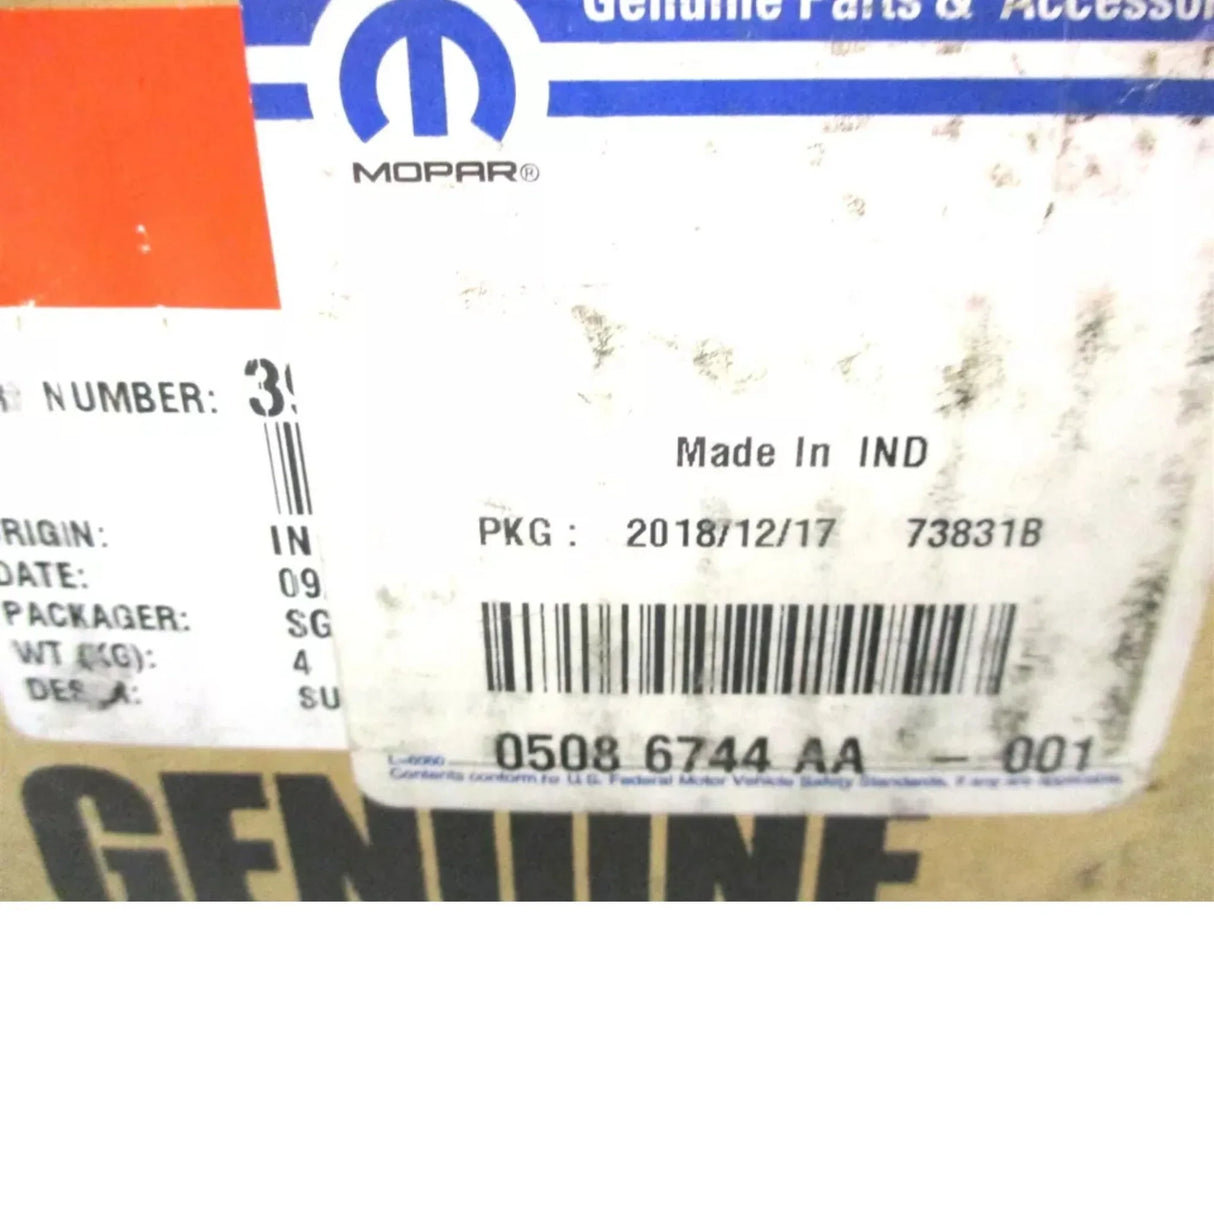 Genuine Parts & Accessor
MOPAR®
NUMBER: 39
Made In IND
PKG : 2018/12/17 73831B
RIGIN: IN
DATE: 09
PACKAGER: SG
WT (KG): 4
SU
0508 6744 AA - 001
Contents conform to U.S. Federal Motor Vehicle Safety Standards, if any are applicable.
GENUINE